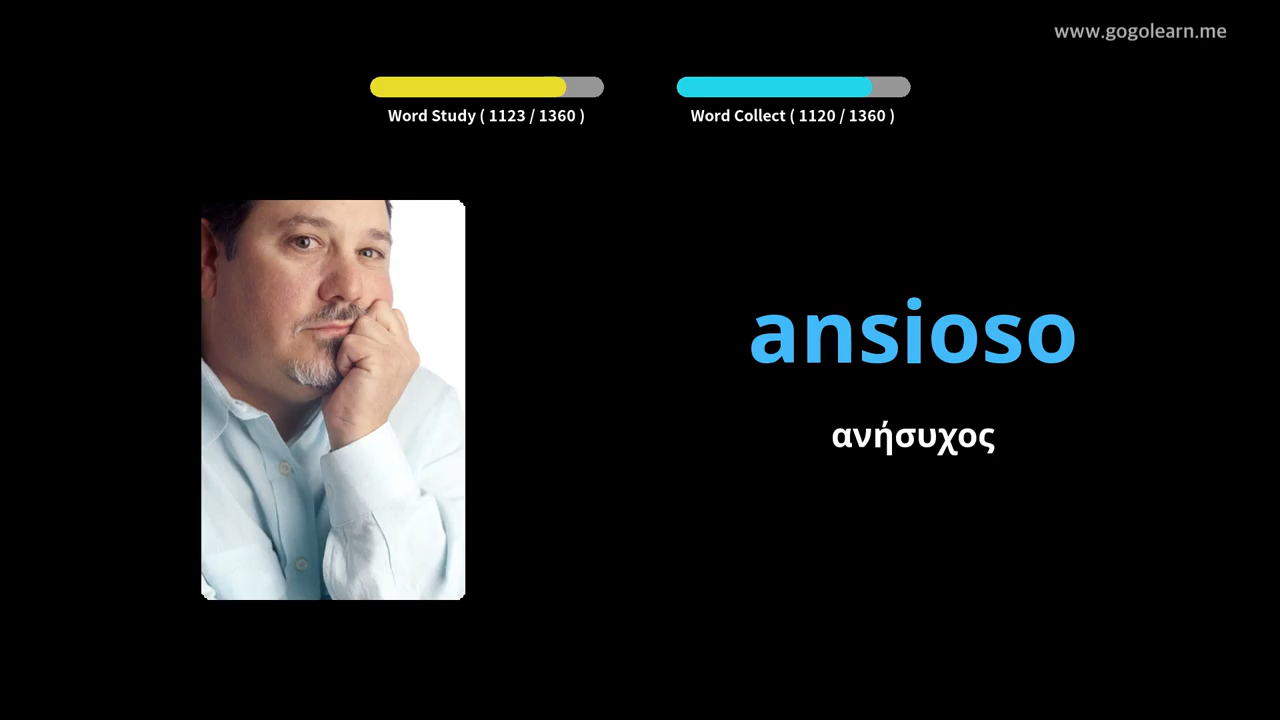 www.gogolearn.me
Word Study ( 1123 / 1360 )
Word Collect ( 1120 / 1360 )
ansioso
ανήσυχος